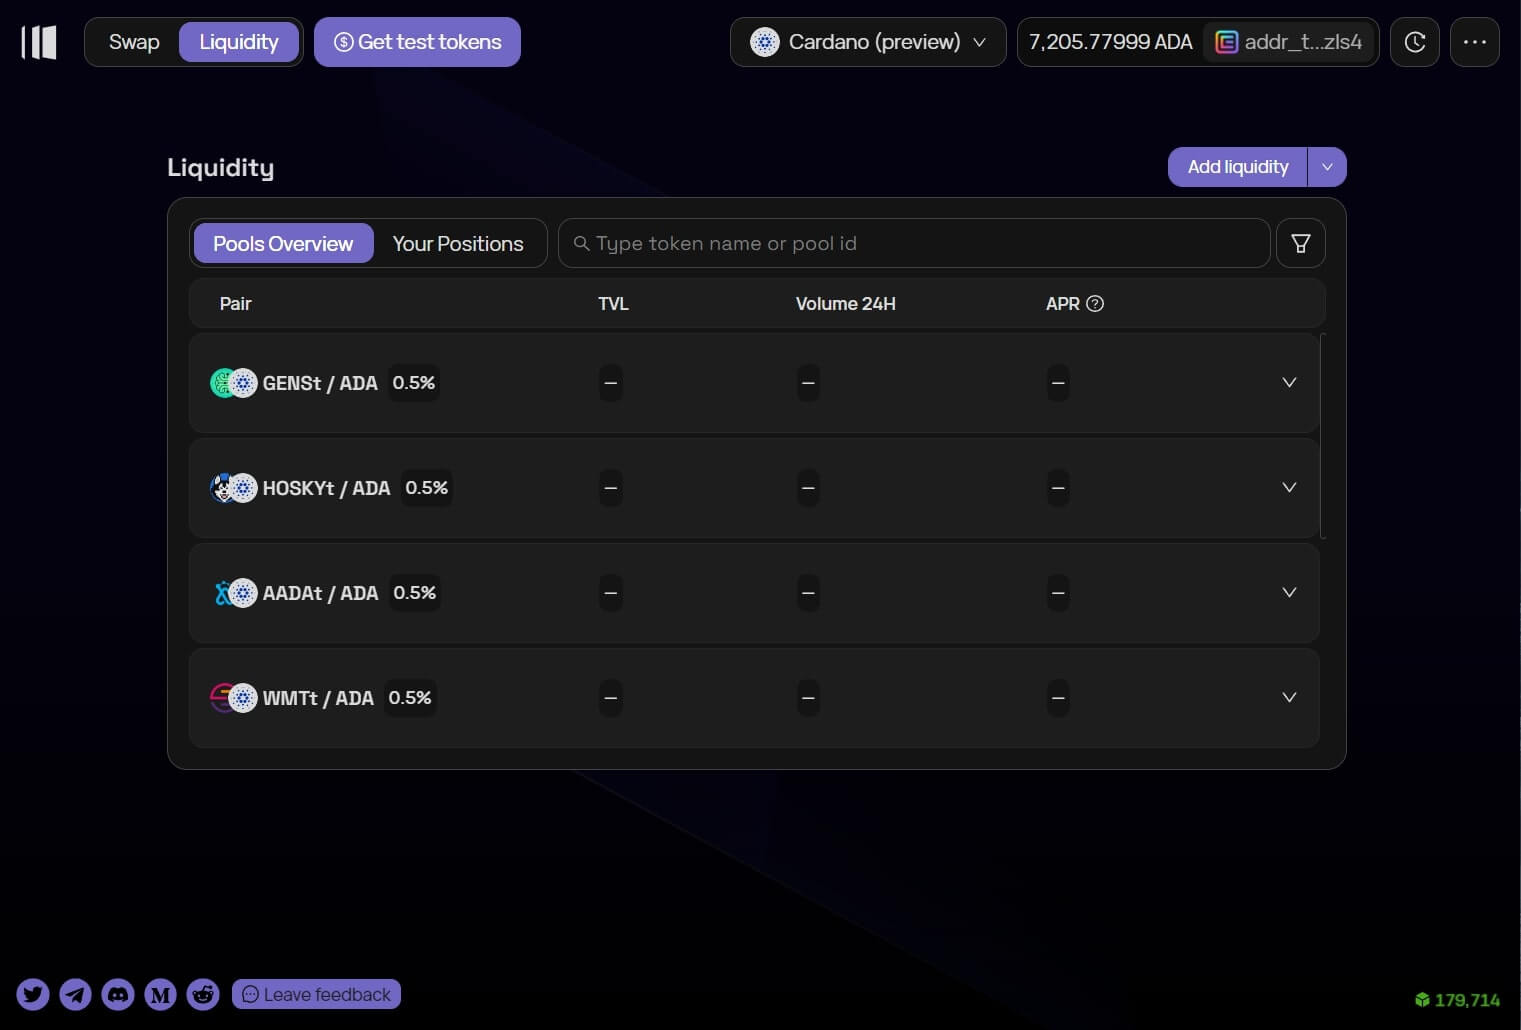 Swap Liquidity Get test tokens Cardano (preview) 7,205.77999 ADA addr_t...zls4
Liquidity Add liquidity
Pools Overview Your Positions Type token name or pool id
Pair TVL Volume 24H APR
GENSt / ADA 0.5% – – –
HOSKYt / ADA 0.5% – – –
AADAt / ADA 0.5% – – –
WMTt / ADA 0.5% – – –
Leave feedback 179,714